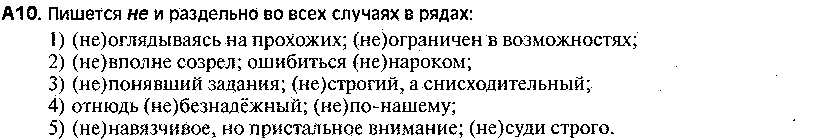 А10. Пишется не и раздельно во всех случаях в рядах:
1) (не)оглядываясь на прохожих; (не)ограничен в возможностях;
2) (не)вполне созрел; ошибиться (не)нароком;
3) (не)понявший задания; (не)строгий, а снисходительный;
4) отнюдь (не)безнадёжный; (не)по-нашему;
5) (не)навязчивое, но пристальное внимание; (не)суди строго.